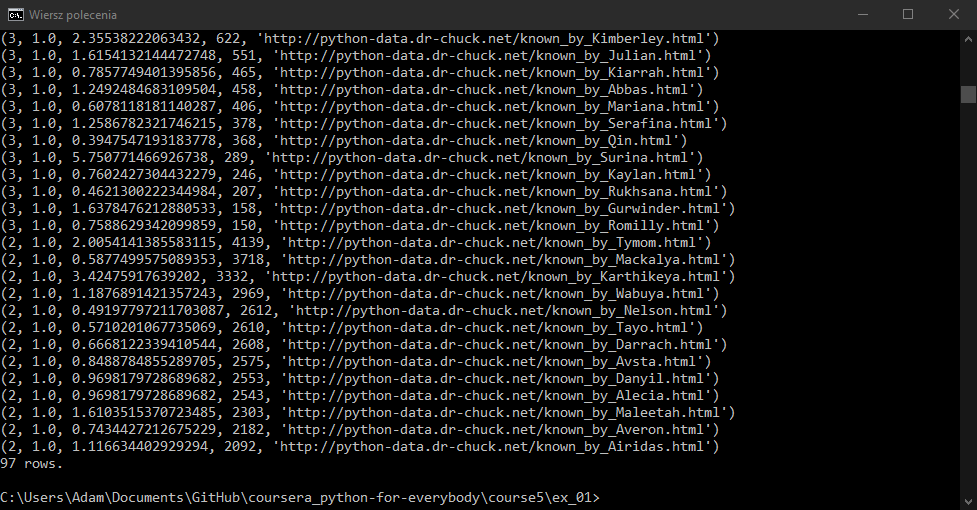 Wiersz polecenia
(3, 1.0, 2.35538222063432, 622, 'http://python-data.dr-chuck.net/known_by_Kimberley.html')
(3, 1.0, 1.6154132144472748, 551, 'http://python-data.dr-chuck.net/known_by_Julian.html')
(3, 1.0, 0.7857749401395856, 465, 'http://python-data.dr-chuck.net/known_by_Kiarrah.html')
(3, 1.0, 1.2492484683109504, 458, 'http://python-data.dr-chuck.net/known_by_Abbas.html')
(3, 1.0, 0.6078118181140287, 406, 'http://python-data.dr-chuck.net/known_by_Mariana.html')
(3, 1.0, 1.2586782321746215, 378, 'http://python-data.dr-chuck.net/known_by_Serafina.html')
(3, 1.0, 0.3947547193183778, 368, 'http://python-data.dr-chuck.net/known_by_Qin.html')
(3, 1.0, 5.750771466926738, 289, 'http://python-data.dr-chuck.net/known_by_Surina.html')
(3, 1.0, 0.7602427304432279, 246, 'http://python-data.dr-chuck.net/known_by_Kaylan.html')
(3, 1.0, 0.4621300222344984, 207, 'http://python-data.dr-chuck.net/known_by_Rukhsana.html')
(3, 1.0, 1.6378476212880533, 158, 'http://python-data.dr-chuck.net/known_by_Gurwinder.html')
(3, 1.0, 0.7588629342099859, 150, 'http://python-data.dr-chuck.net/known_by_Romilly.html')
(2, 1.0, 2.0054141385583115, 4139, 'http://python-data.dr-chuck.net/known_by_Tymom.html')
(2, 1.0, 0.5877499575089353, 3718, 'http://python-data.dr-chuck.net/known_by_Mackalya.html')
(2, 1.0, 3.42475917639202, 3332, 'http://python-data.dr-chuck.net/known_by_Karthikeya.html')
(2, 1.0, 1.1876891421357243, 2969, 'http://python-data.dr-chuck.net/known_by_Wabuya.html')
(2, 1.0, 0.49197797211703087, 2612, 'http://python-data.dr-chuck.net/known_by_Nelson.html')
(2, 1.0, 0.5710201067735069, 2610, 'http://python-data.dr-chuck.net/known_by_Tayo.html')
(2, 1.0, 0.6668122339410544, 2608, 'http://python-data.dr-chuck.net/known_by_Darrach.html')
(2, 1.0, 0.8488784855289705, 2575, 'http://python-data.dr-chuck.net/known_by_Avsta.html')
(2, 1.0, 0.9698179728689682, 2553, 'http://python-data.dr-chuck.net/known_by_Danyil.html')
(2, 1.0, 0.9698179728689682, 2543, 'http://python-data.dr-chuck.net/known_by_Alecia.html')
(2, 1.0, 1.6103515370723485, 2303, 'http://python-data.dr-chuck.net/known_by_Maleetah.html')
(2, 1.0, 0.7434427212675229, 2182, 'http://python-data.dr-chuck.net/known_by_Averon.html')
(2, 1.0, 1.116634402929294, 2092, 'http://python-data.dr-chuck.net/known_by_Airidas.html')
97 rows.
C:\Users\Adam\Documents\GitHub\coursera_python-for-everybody\course5\ex_01>